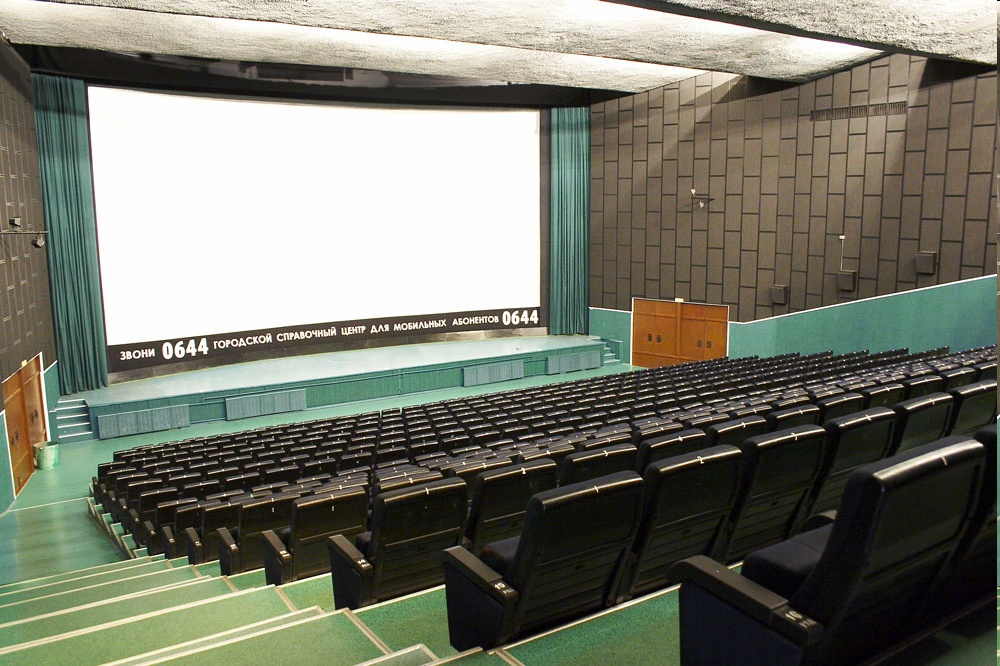 ЗВОНИ 0644 ГОРОДСКОЙ СПРАВОЧНЫЙ ЦЕНТР ДЛЯ МОБИЛЬНЫХ АБОНЕНТОВ 0644